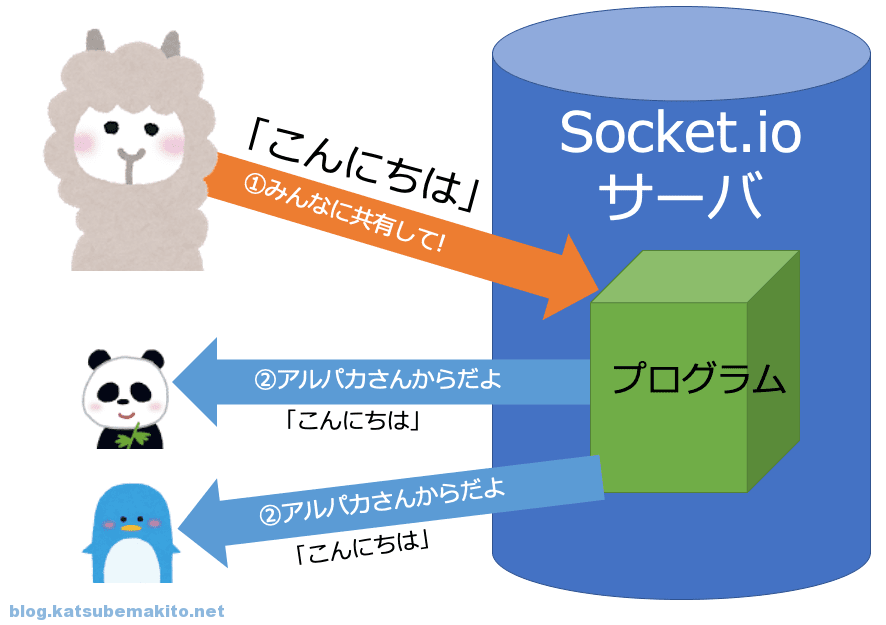 「こんにちは」
①みんなに共有して!
Socket.io
サーバ
プログラム
②アルパカさんからだよ
「こんにちは」
②アルパカさんからだよ
「こんにちは」
blog.katsubemakito.net